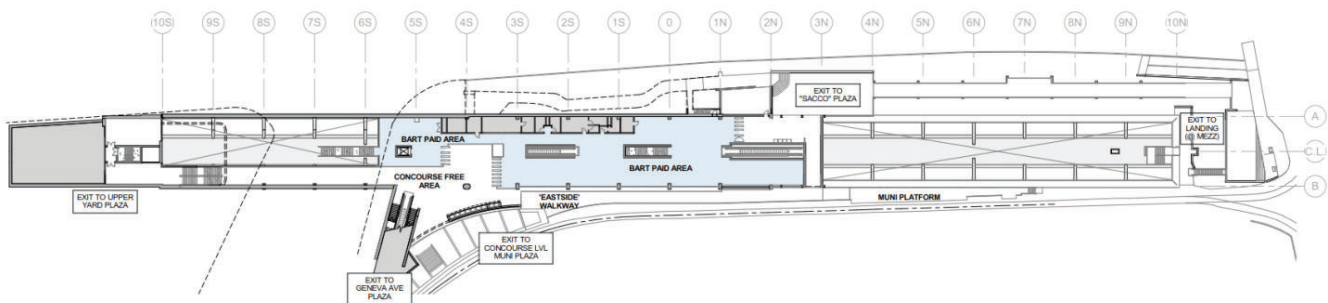 (10S)
9S
8S
7S
6S
5S
4S
3S
2S
1S
0
1N
2N
3N
4N
5N
6N
7N
8N
9N
(10N)
EXIT TO
"SACCO" PLAZA
A
EXIT TO
LANDING
(@ MEZZ)
BART PAID AREA
C.L.
CONCOURSE FREE
AREA
BART PAID AREA
B
EXIT TO UPPER
YARD PLAZA
'EASTSIDE'
WALKWAY
MUNI PLATFORM
EXIT TO
CONCOURSE LVL
MUNI PLAZA
EXIT TO
GENEVA AVE
PLAZA